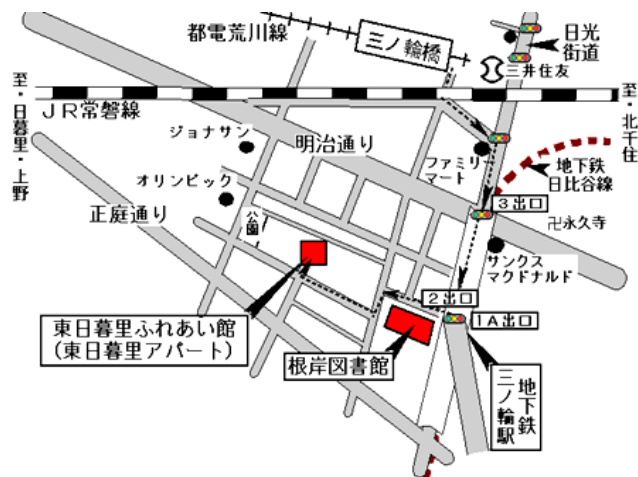 都電荒川線
三ノ輪橋
日光
街道
三井住友
至・日暮里・上野
JR常磐線
至・北千住
ジョナサン
明治通り
ファミリー
マート
地下鉄
日比谷線
オリンピック
3出口
卍永久寺
正庭通り
公園
サンクス
マクドナルド
2出口
1A出口
東日暮里ふれあい館
(東日暮里アパート)
根岸図書館
地下鉄
三ノ輪駅